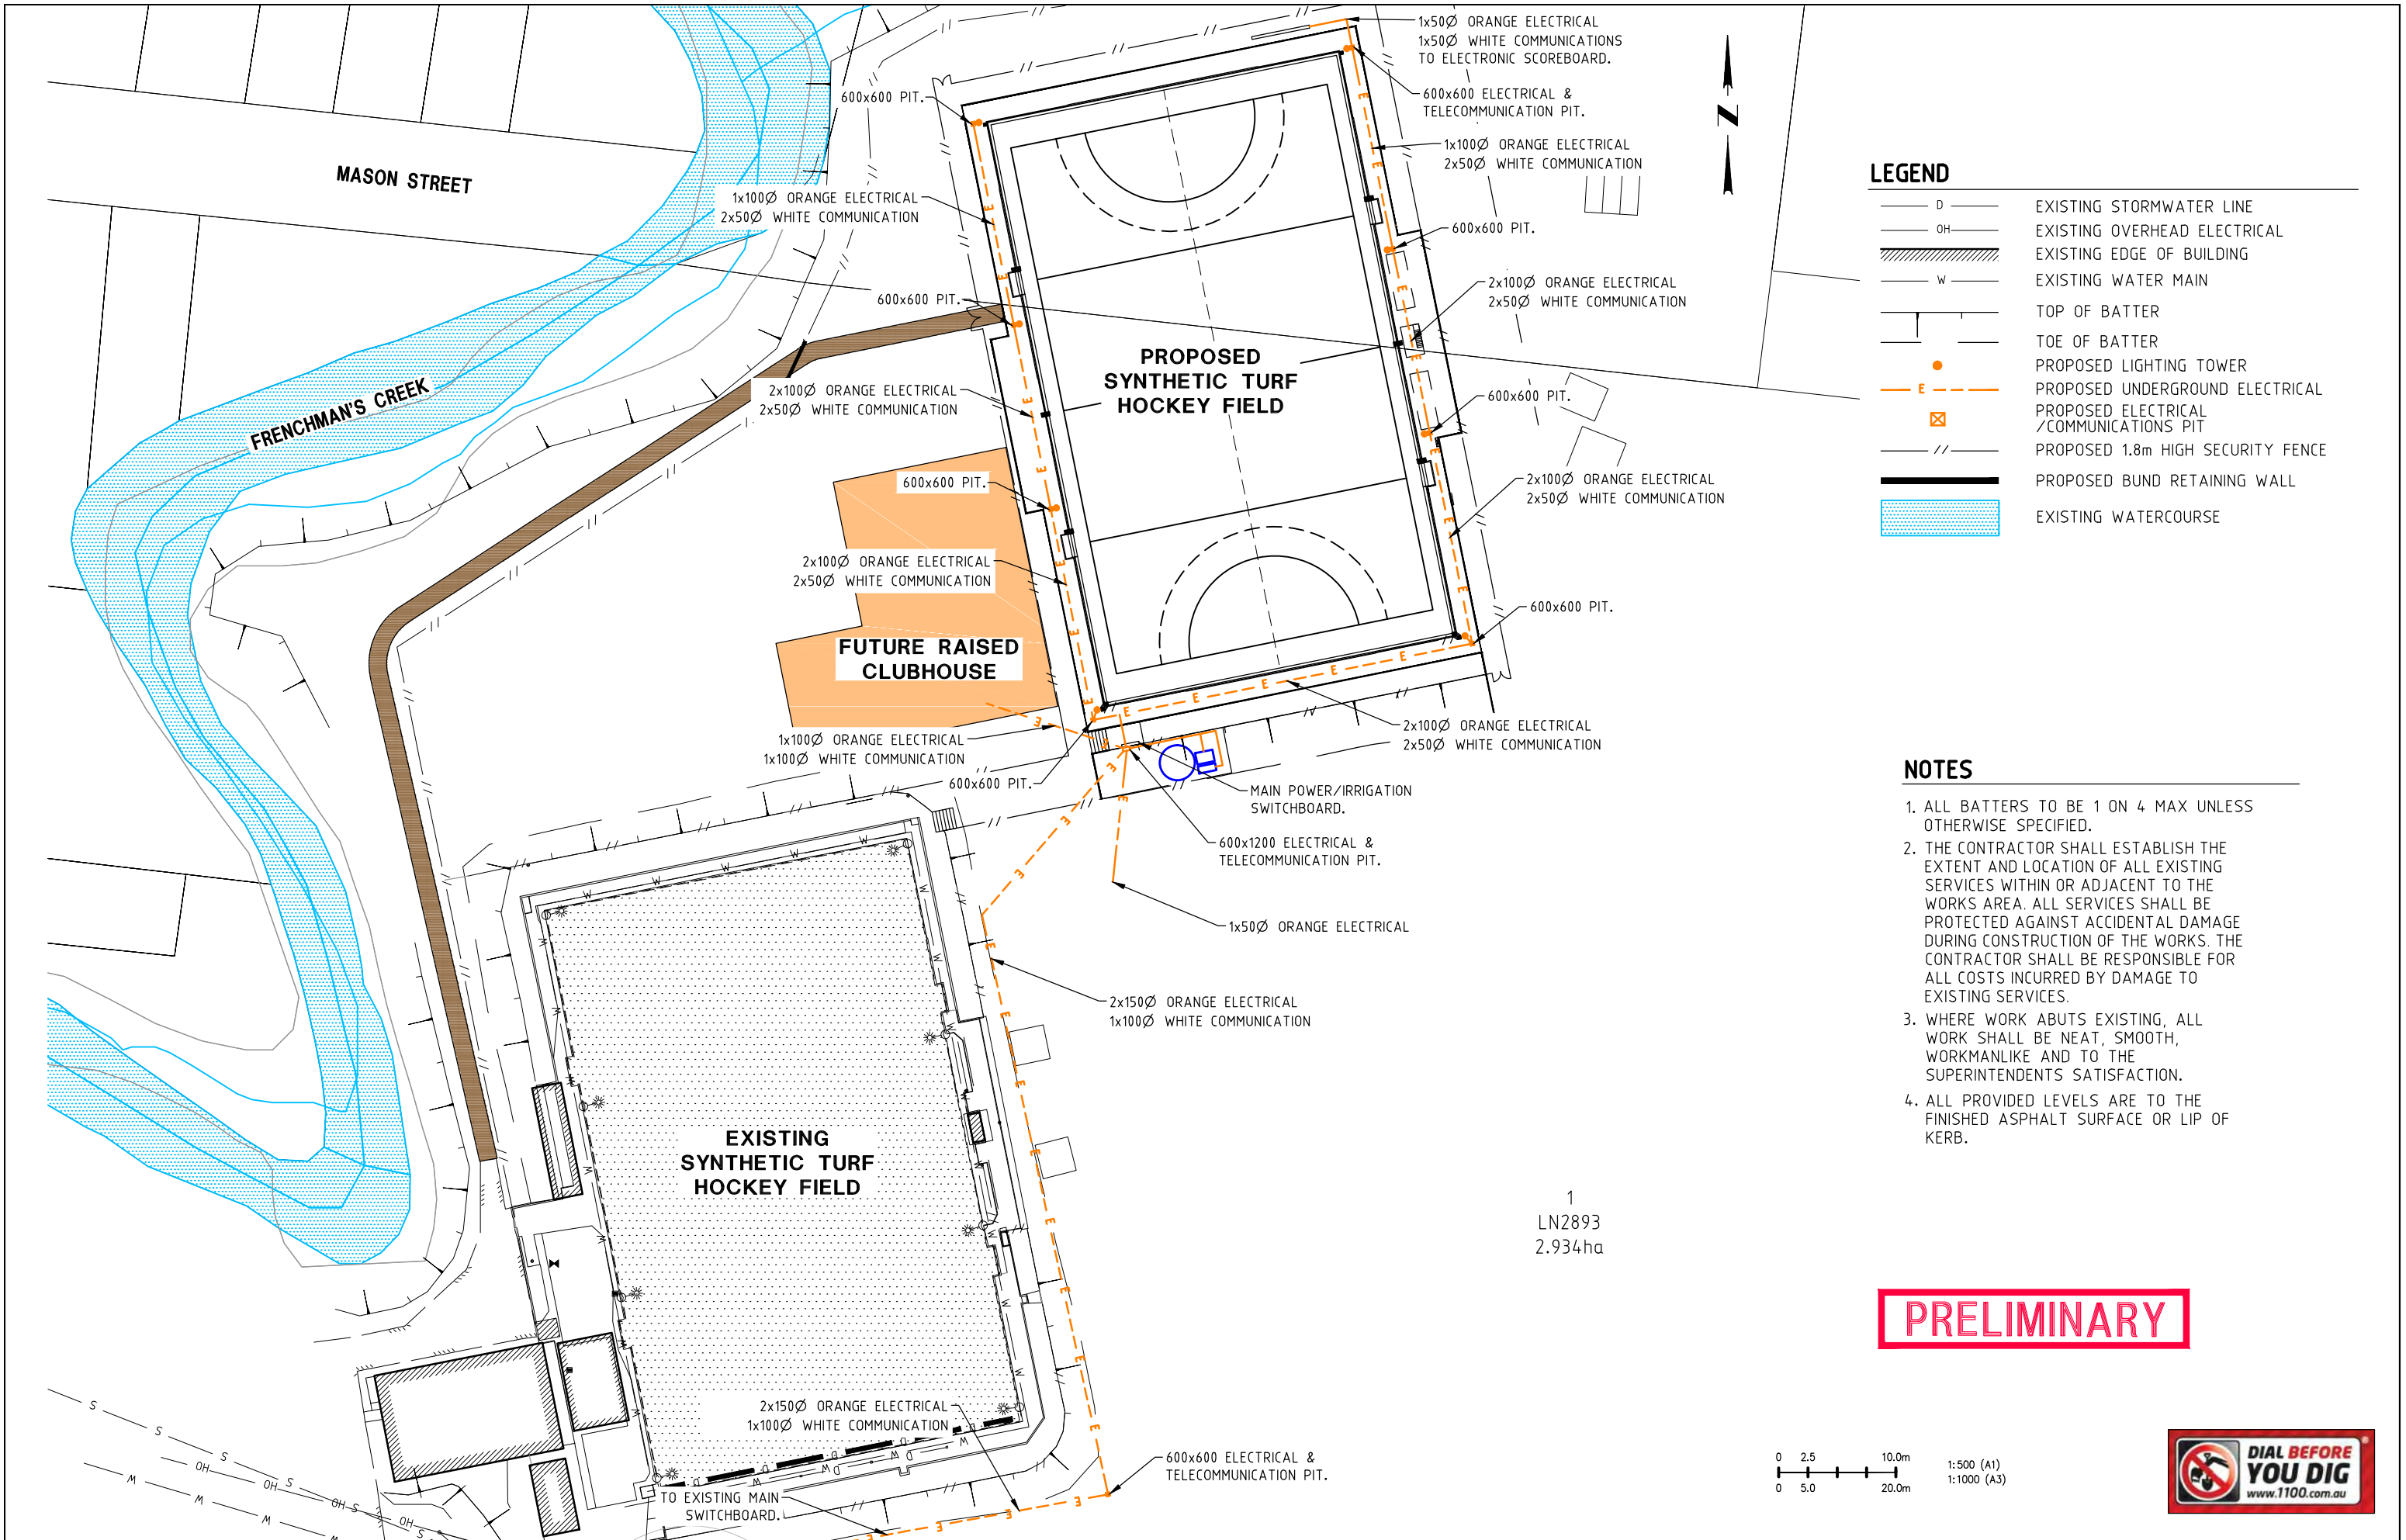 1x50Ø ORANGE ELECTRICAL
1x50Ø WHITE COMMUNICATIONS
TO ELECTRONIC SCOREBOARD.
600x600 PIT.
600x600 ELECTRICAL &
TELECOMMUNICATION PIT.
N
1x100Ø ORANGE ELECTRICAL
2x50Ø WHITE COMMUNICATION
MASON STREET
1x100Ø ORANGE ELECTRICAL
2x50Ø WHITE COMMUNICATION
600x600 PIT.
2x100Ø ORANGE ELECTRICAL
2x50Ø WHITE COMMUNICATION
600x600 PIT.
PROPOSED
SYNTHETIC TURF
HOCKEY FIELD
2x100Ø ORANGE ELECTRICAL
2x50Ø WHITE COMMUNICATION
600x600 PIT.
FRENCHMAN'S CREEK
600x600 PIT.
2x100Ø ORANGE ELECTRICAL
2x50Ø WHITE COMMUNICATION
2x100Ø ORANGE ELECTRICAL
2x50Ø WHITE COMMUNICATION
600x600 PIT.
FUTURE RAISED
CLUBHOUSE
2x100Ø ORANGE ELECTRICAL
2x50Ø WHITE COMMUNICATION
1x100Ø ORANGE ELECTRICAL
1x100Ø WHITE COMMUNICATION
600x600 PIT.
MAIN POWER/IRRIGATION
SWITCHBOARD.
600x1200 ELECTRICAL &
TELECOMMUNICATION PIT.
1x50Ø ORANGE ELECTRICAL
2x150Ø ORANGE ELECTRICAL
1x100Ø WHITE COMMUNICATION
EXISTING
SYNTHETIC TURF
HOCKEY FIELD
1
LN2893
2.934ha
2x150Ø ORANGE ELECTRICAL
1x100Ø WHITE COMMUNICATION
600x600 ELECTRICAL &
TELECOMMUNICATION PIT.
TO EXISTING MAIN
SWITCHBOARD.
LEGEND
D EXISTING STORMWATER LINE
OH EXISTING OVERHEAD ELECTRICAL
EXISTING EDGE OF BUILDING
W EXISTING WATER MAIN
TOP OF BATTER
TOE OF BATTER
PROPOSED LIGHTING TOWER
E PROPOSED UNDERGROUND ELECTRICAL
PROPOSED ELECTRICAL
/COMMUNICATIONS PIT
// PROPOSED 1.8m HIGH SECURITY FENCE
PROPOSED BUND RETAINING WALL
EXISTING WATERCOURSE
NOTES
1. ALL BATTERS TO BE 1 ON 4 MAX UNLESS
OTHERWISE SPECIFIED.
2. THE CONTRACTOR SHALL ESTABLISH THE
EXTENT AND LOCATION OF ALL EXISTING
SERVICES WITHIN OR ADJACENT TO THE
WORKS AREA. ALL SERVICES SHALL BE
PROTECTED AGAINST ACCIDENTAL DAMAGE
DURING CONSTRUCTION OF THE WORKS. THE
CONTRACTOR SHALL BE RESPONSIBLE FOR
ALL COSTS INCURRED BY DAMAGE TO
EXISTING SERVICES.
3. WHERE WORK ABUTS EXISTING, ALL
WORK SHALL BE NEAT, SMOOTH,
WORKMANLIKE AND TO THE
SUPERINTENDENTS SATISFACTION.
4. ALL PROVIDED LEVELS ARE TO THE
FINISHED ASPHALT SURFACE OR LIP OF
KERB.
PRELIMINARY
0 2.5 10.0m
0 5.0 20.0m
1:500 (A1)
1:1000 (A3)
DIAL BEFORE
YOU DIG
www.1100.com.au